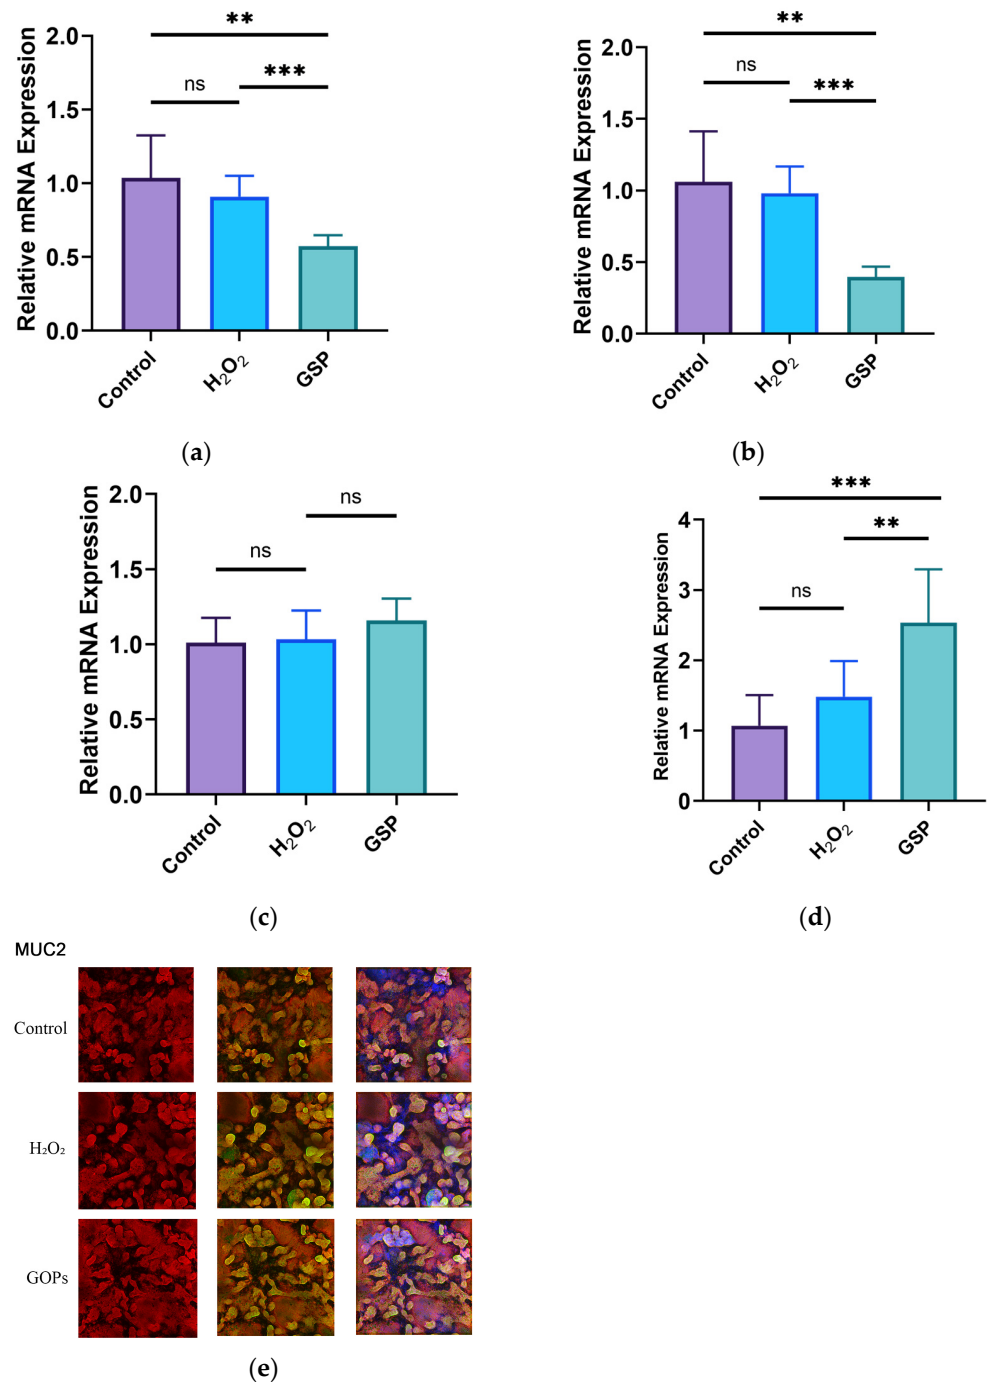 **
2.0
ns
***
Relative mRNA Expression
1.5
1.0
0.5
0.0
Control
H₂O₂
GSP
(a)
**
2.0
ns
***
Relative mRNA Expression
1.5
1.0
0.5
0.0
Control
H₂O₂
GSP
(b)
2.0
ns
ns
Relative mRNA Expression
1.5
1.0
0.5
0.0
Control
H₂O₂
GSP
(c)
***
4
**
ns
Relative mRNA Expression
3
2
1
0
Control
H₂O₂
GSP
(d)
MUC2
Control
H₂O₂
GOPs
(e)